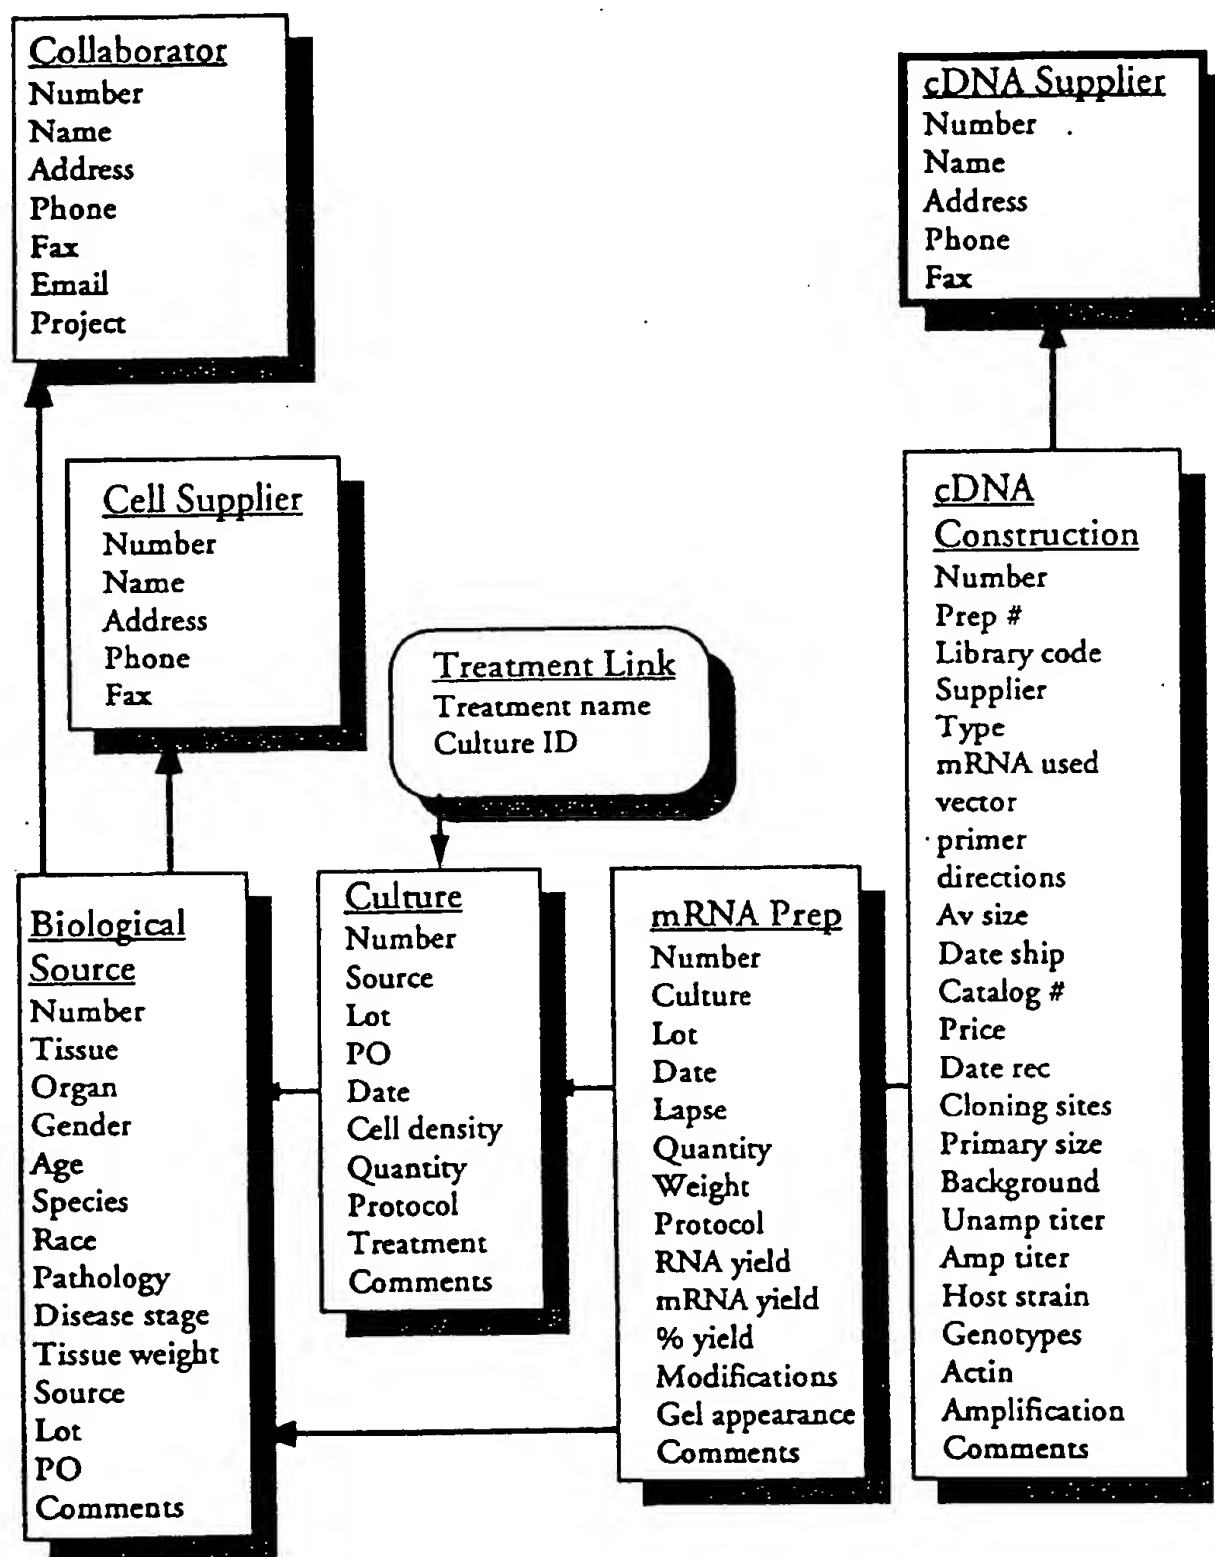 Collaborator
Number
Name
Address
Phone
Fax
Email
Project
cDNA Supplier
Number
Name
Address
Phone
Fax
Cell Supplier
Number
Name
Address
Phone
Fax
Treatment Link
Treatment name
Culture ID
Biological
Source
Number
Tissue
Organ
Gender
Age
Species
Race
Pathology
Disease stage
Tissue weight
Source
Lot
PO
Comments
Culture
Number
Source
Lot
PO
Date
Cell density
Quantity
Protocol
Treatment
Comments
mRNA Prep
Number
Culture
Lot
Date
Lapse
Quantity
Weight
Protocol
RNA yield
mRNA yield
% yield
Modifications
Gel appearance
Comments
cDNA
Construction
Number
Prep #
Library code
Supplier
Type
mRNA used
vector
primer
directions
Av size
Date ship
Catalog #
Price
Date rec
Cloning sites
Primary size
Background
Unamp titer
Amp titer
Host strain
Genotypes
Actin
Amplification
Comments